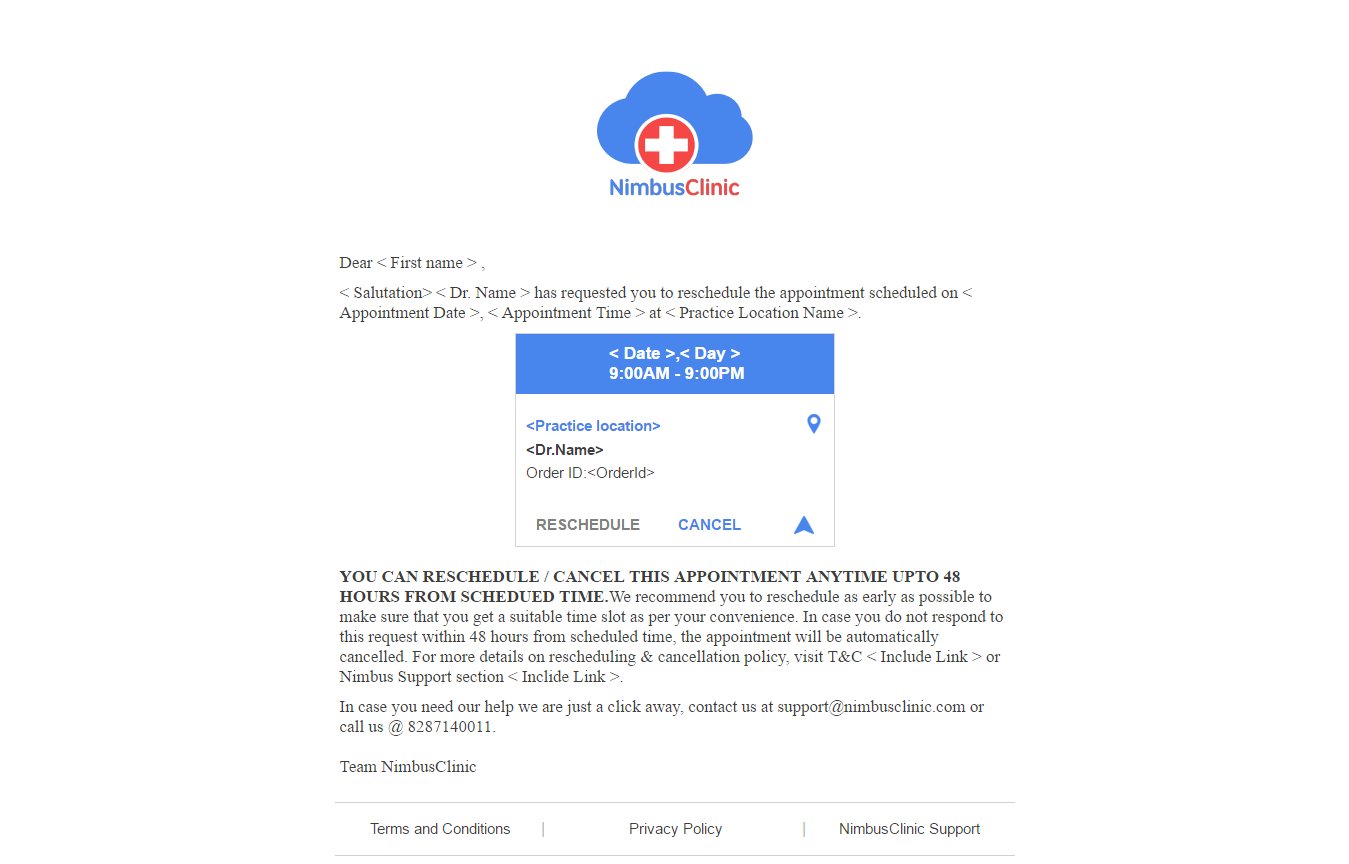 NimbusClinic
Dear < First name > ,
< Salutation> < Dr. Name > has requested you to reschedule the appointment scheduled on <
Appointment Date >, < Appointment Time > at < Practice Location Name >.
< Date >,< Day >
9:00AM - 9:00PM
<Practice location>
<Dr.Name>
Order ID:<OrderId>
RESCHEDULE CANCEL
YOU CAN RESCHEDULE / CANCEL THIS APPOINTMENT ANYTIME UPTO 48
HOURS FROM SCHEDUED TIME.We recommend you to reschedule as early as possible to
make sure that you get a suitable time slot as per your convenience. In case you do not respond to
this request within 48 hours from scheduled time, the appointment will be automatically
cancelled. For more details on rescheduling & cancellation policy, visit T&C < Include Link > or
Nimbus Support section < Inclide Link >.
In case you need our help we are just a click away, contact us at support@nimbusclinic.com or
call us @ 8287140011.
Team NimbusClinic
Terms and Conditions | Privacy Policy | NimbusClinic Support